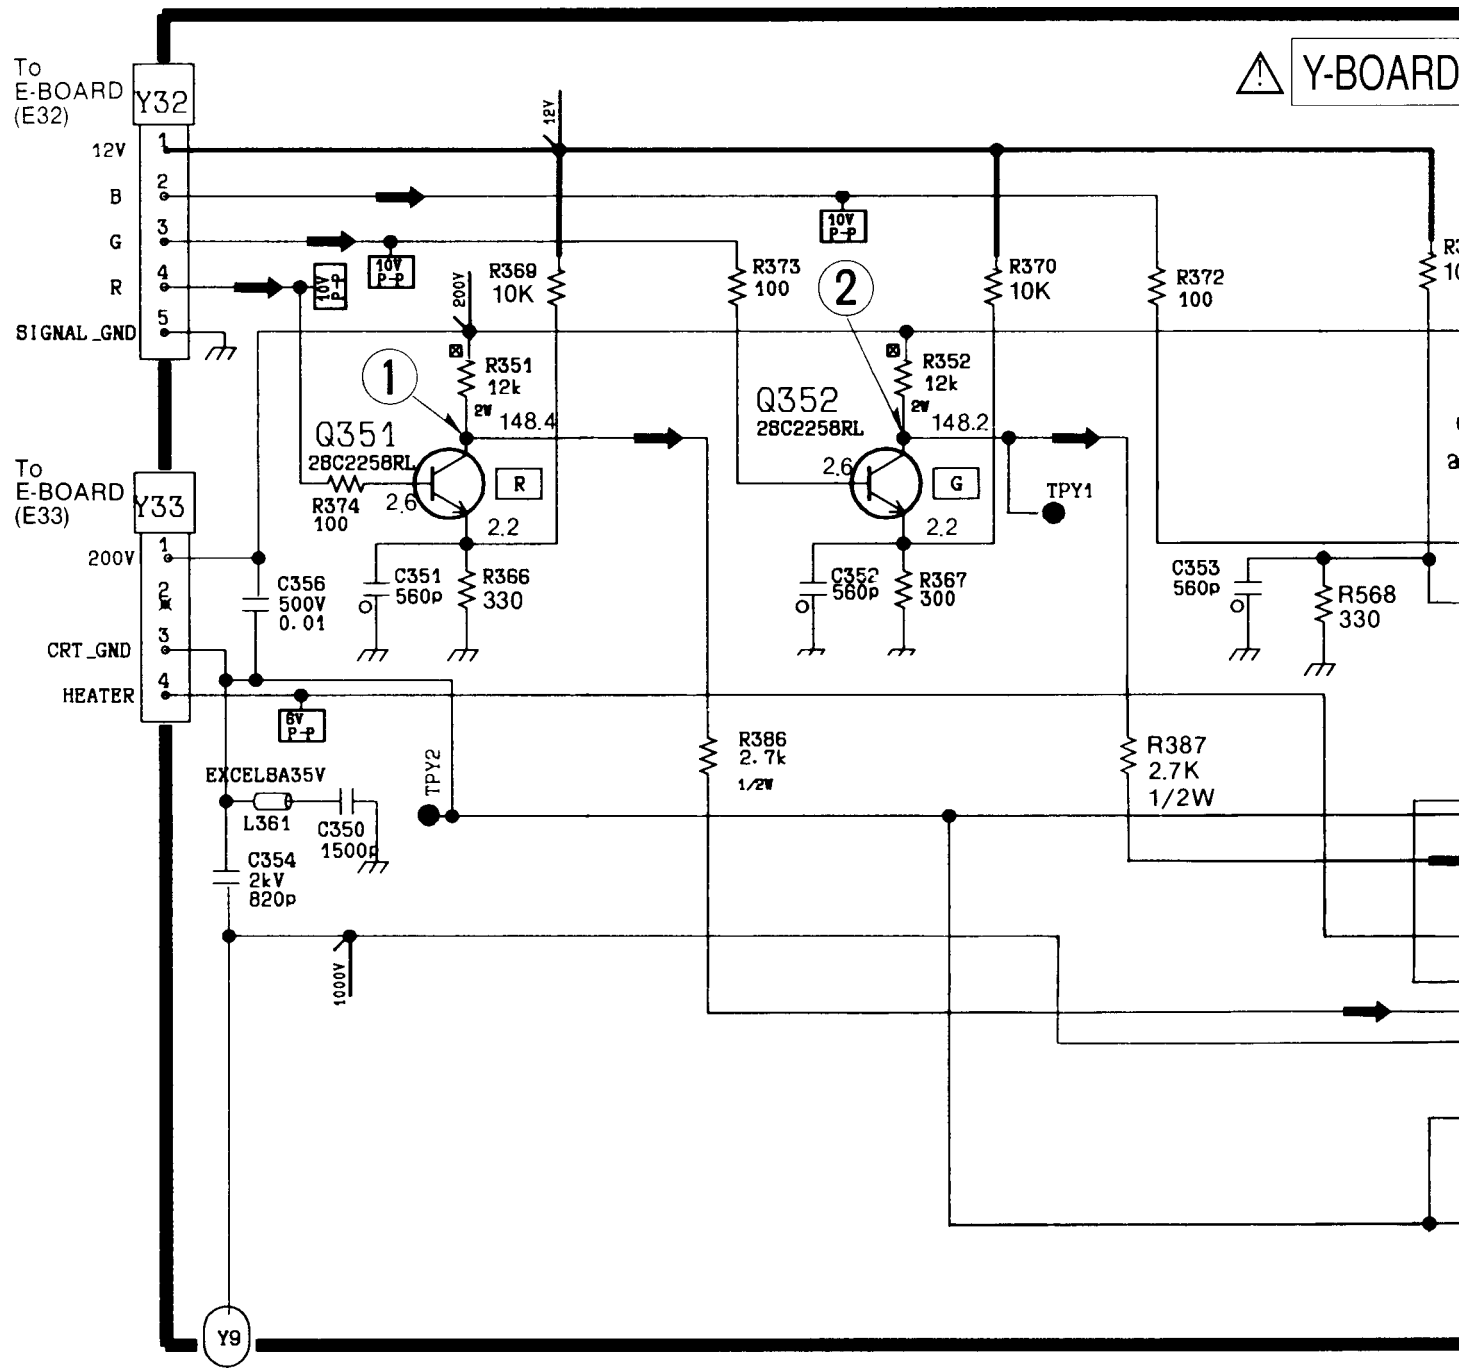 Y-BOARD
To
E-BOARD
(E32)
Y32
12V
1
B
2
G
3
R
4
SIGNAL_GND
5
12V
10V
P-P
10V
P-P
10V
P-P
200V
R369
10K
R373
100
2
R370
10K
R372
100
10
1
R351
12k
2W
148.4
R352
12k
2W
148.2
Q351
2SC2258RL
Q352
2SC2258RL
R
G
R374
100
2.6
2.2
2.6
2.2
TPY1
To
E-BOARD
(E33)
Y33
200V
1
2
CRT_GND
3
HEATER
4
C356
500V
0.01
C351
560p
R366
330
C352
560p
R367
300
C353
560p
R568
330
6V
P-P
EXCELSA35V
L361
C350
1500p
TPY2
R386
2.7k
1/2W
R387
2.7K
1/2W
C354
2kV
820p
1000V
Y9